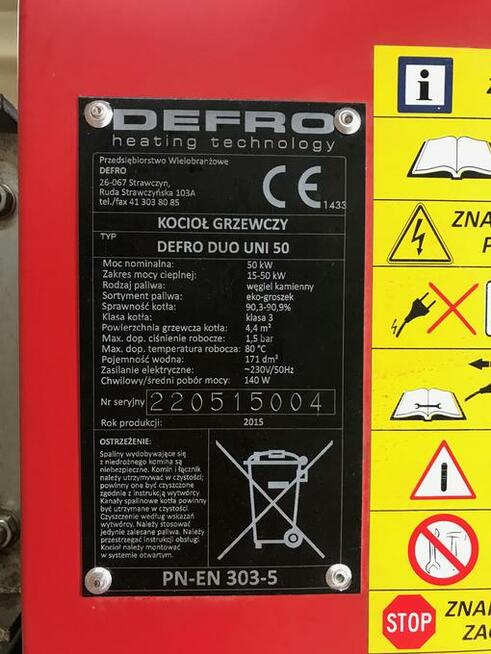 DEFRO
heating technology
Przedsiębiorstwo Wielobranżowe
DEFRO
26-067 Strawczyn,
Ruda Strawczyńska 103A
tel./fax 41 303 80 85
CE 1433
KOCIOŁ GRZEWCZY
TYP
DEFRO DUO UNI 50
Moc nominalna: 50 kW
Zakres mocy cieplnej: 15-50 kW
Rodzaj paliwa: węgiel kamienny
Sortyment paliwa: eko-groszek
Sprawność kotła: 90,3-90,9%
Klasa kotła: klasa 3
Powierzchnia grzewcza kotła: 4,4 m²
Max. dop. ciśnienie robocze: 1,5 bar
Max. dop. temperatura robocza: 80 °C
Pojemność wodna: 171 dm³
Zasilanie elektryczne: ~230V/50Hz
Chwilowy/średni pobór mocy: 140 W
Nr seryjny 220515004
Rok produkcji: 2015
OSTRZEŻENIE:
Spaliny wydobywające się
z niedrożnego komina są
niebezpieczne. Komin i łącznik
należy utrzymywać w czystości;
powinny one być czyszczone
zgodnie z instrukcją wytwórcy.
Kanały spalinowe kotła powinny
być utrzymane w czystości.
Czyszczenie według wskazań
wytwórcy. Należy stosować
jedynie zalecane paliwa. Należy
przestrzegać instrukcji obsługi.
Kocioł należy montować
w systemie otwartym.
PN-EN 303-5
i
ZNA
STOP
ZNA
ZA